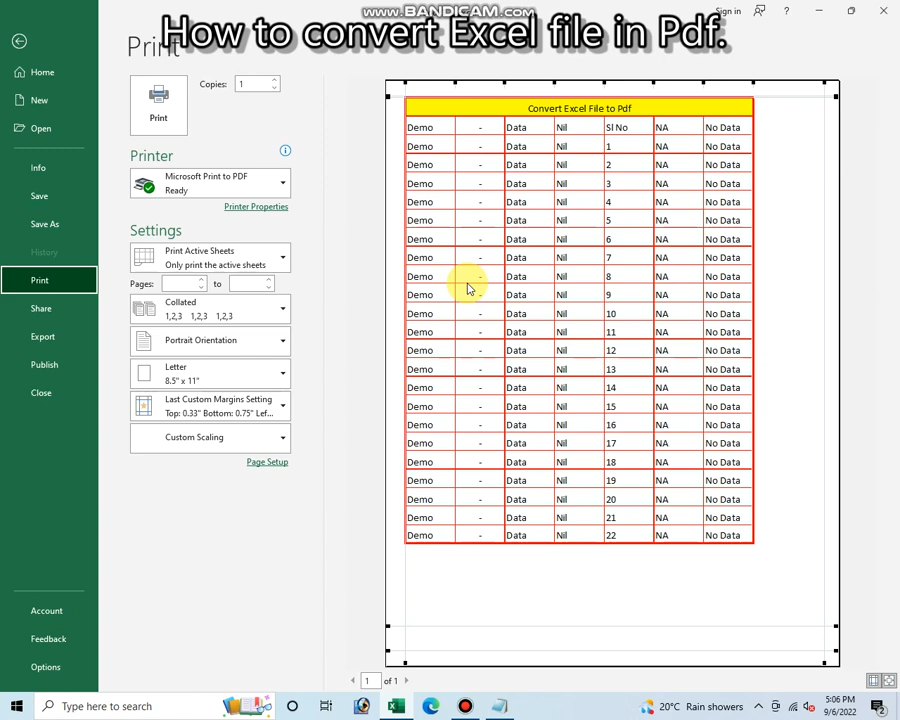 www.BANDICAM.com
Sign in
?
How to convert Excel file in Pdf.
Print
Home
New
Open
Info
Save
Save As
History
Print
Share
Export
Publish
Close
Account
Feedback
Options
Print
Copies: 1
Printer
Microsoft Print to PDF
Ready
Printer Properties
Settings
Print Active Sheets
Only print the active sheets
Pages: to
Collated
1,2,3 1,2,3 1,2,3
Portrait Orientation
Letter
8.5" x 11"
Last Custom Margins Setting
Top: 0.33" Bottom: 0.75" Lef...
Custom Scaling
Page Setup
Convert Excel File to Pdf
Demo - Data Nil Sl No NA No Data
Demo - Data Nil 1 NA No Data
Demo - Data Nil 2 NA No Data
Demo - Data Nil 3 NA No Data
Demo - Data Nil 4 NA No Data
Demo - Data Nil 5 NA No Data
Demo - Data Nil 6 NA No Data
Demo - Data Nil 7 NA No Data
Demo - Data Nil 8 NA No Data
Demo - Data Nil 9 NA No Data
Demo - Data Nil 10 NA No Data
Demo - Data Nil 11 NA No Data
Demo - Data Nil 12 NA No Data
Demo - Data Nil 13 NA No Data
Demo - Data Nil 14 NA No Data
Demo - Data Nil 15 NA No Data
Demo - Data Nil 16 NA No Data
Demo - Data Nil 17 NA No Data
Demo - Data Nil 18 NA No Data
Demo - Data Nil 19 NA No Data
Demo - Data Nil 20 NA No Data
Demo - Data Nil 21 NA No Data
Demo - Data Nil 22 NA No Data
1 of 1
Type here to search
20°C Rain showers
5:06 PM
9/6/2022
2